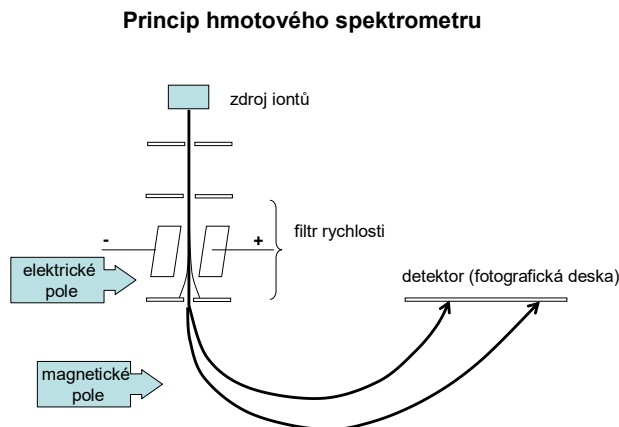 Princip hmotového spektrometru
zdroj iontů
filtr rychlosti
- +
elektrické
pole
detektor (fotografická deska)
magnetické
pole